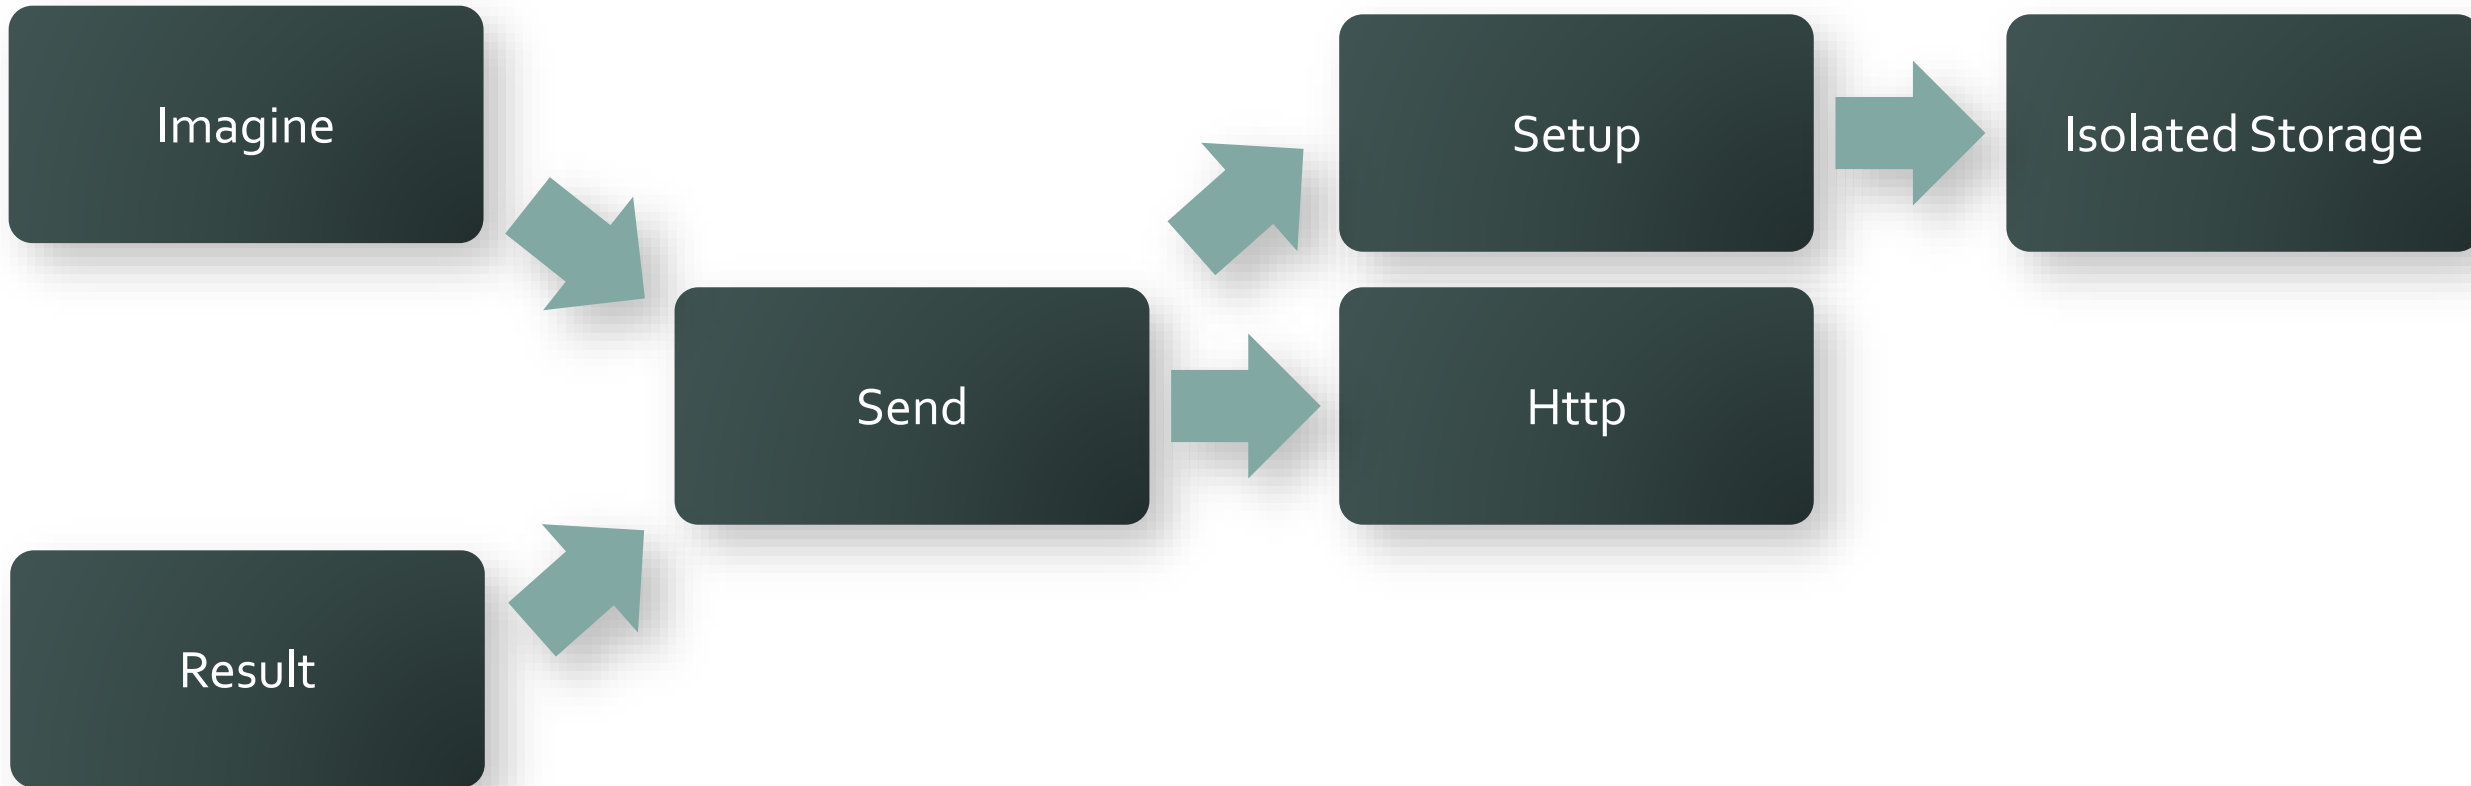 Imagine
Setup
Isolated Storage
Send
Http
Result